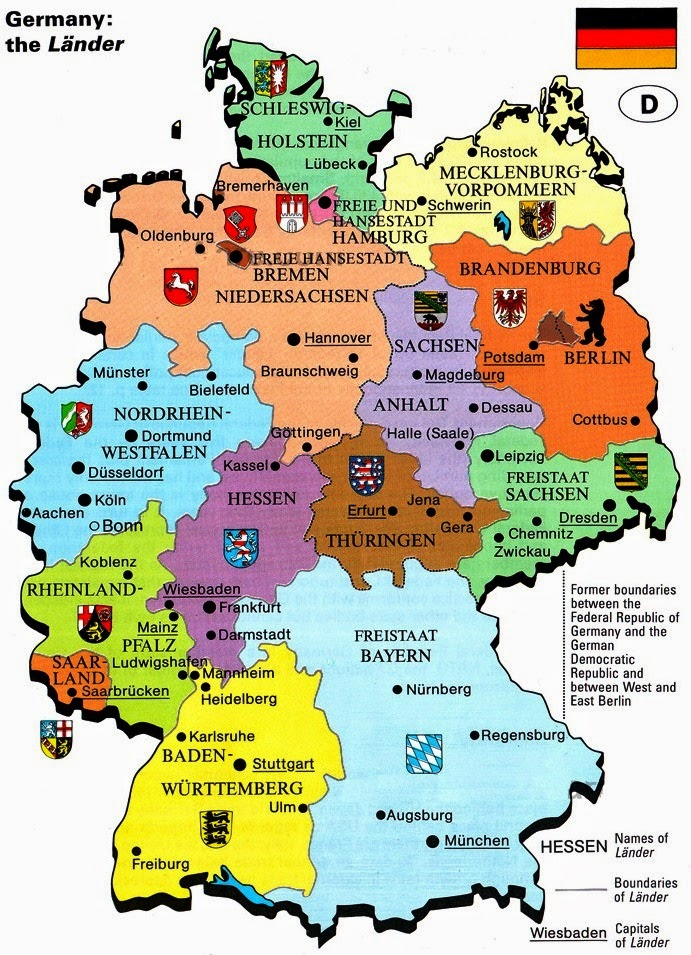 Germany:
the Länder
D
SCHLESWIG-
Kiel
HOLSTEIN
Lübeck
Rostock
MECKLENBURG-
VORPOMMERN
Schwerin
Bremerhaven
FREIE UND
HANSESTADT
HAMBURG
Oldenburg
FREIE HANSESTADT
BREMEN
NIEDERSACHSEN
Hannover
Braunschweig
Göttingen
BRANDENBURG
Potsdam
BERLIN
Cottbus
SACHSEN-
Magdeburg
ANHALT
Dessau
Halle (Saale)
Münster
Bielefeld
NORDRHEIN-
Dortmund
WESTFALEN
Düsseldorf
Köln
Aachen
Bonn
Kassel
HESSEN
Wiesbaden
Frankfurt
Darmstadt
Erfurt
Jena
Gera
THÜRINGEN
Leipzig
FREISTAAT
SACHSEN
Dresden
Chemnitz
Zwickau
Koblenz
RHEINLAND-
Mainz
PFALZ
Ludwigshafen
SAAR-
LAND
Saarbrücken
Mannheim
Heidelberg
Karlsruhe
BADEN-
Stuttgart
WÜRTTEMBERG
Ulm
Freiburg
FREISTAAT
BAYERN
Nürnberg
Regensburg
Augsburg
München
Former boundaries
between the
Federal Republic of
Germany and the
German
Democratic
Republic and
between West and
East Berlin
HESSEN Names of
Länder
Boundaries
of Länder
Wiesbaden Capitals
of Länder